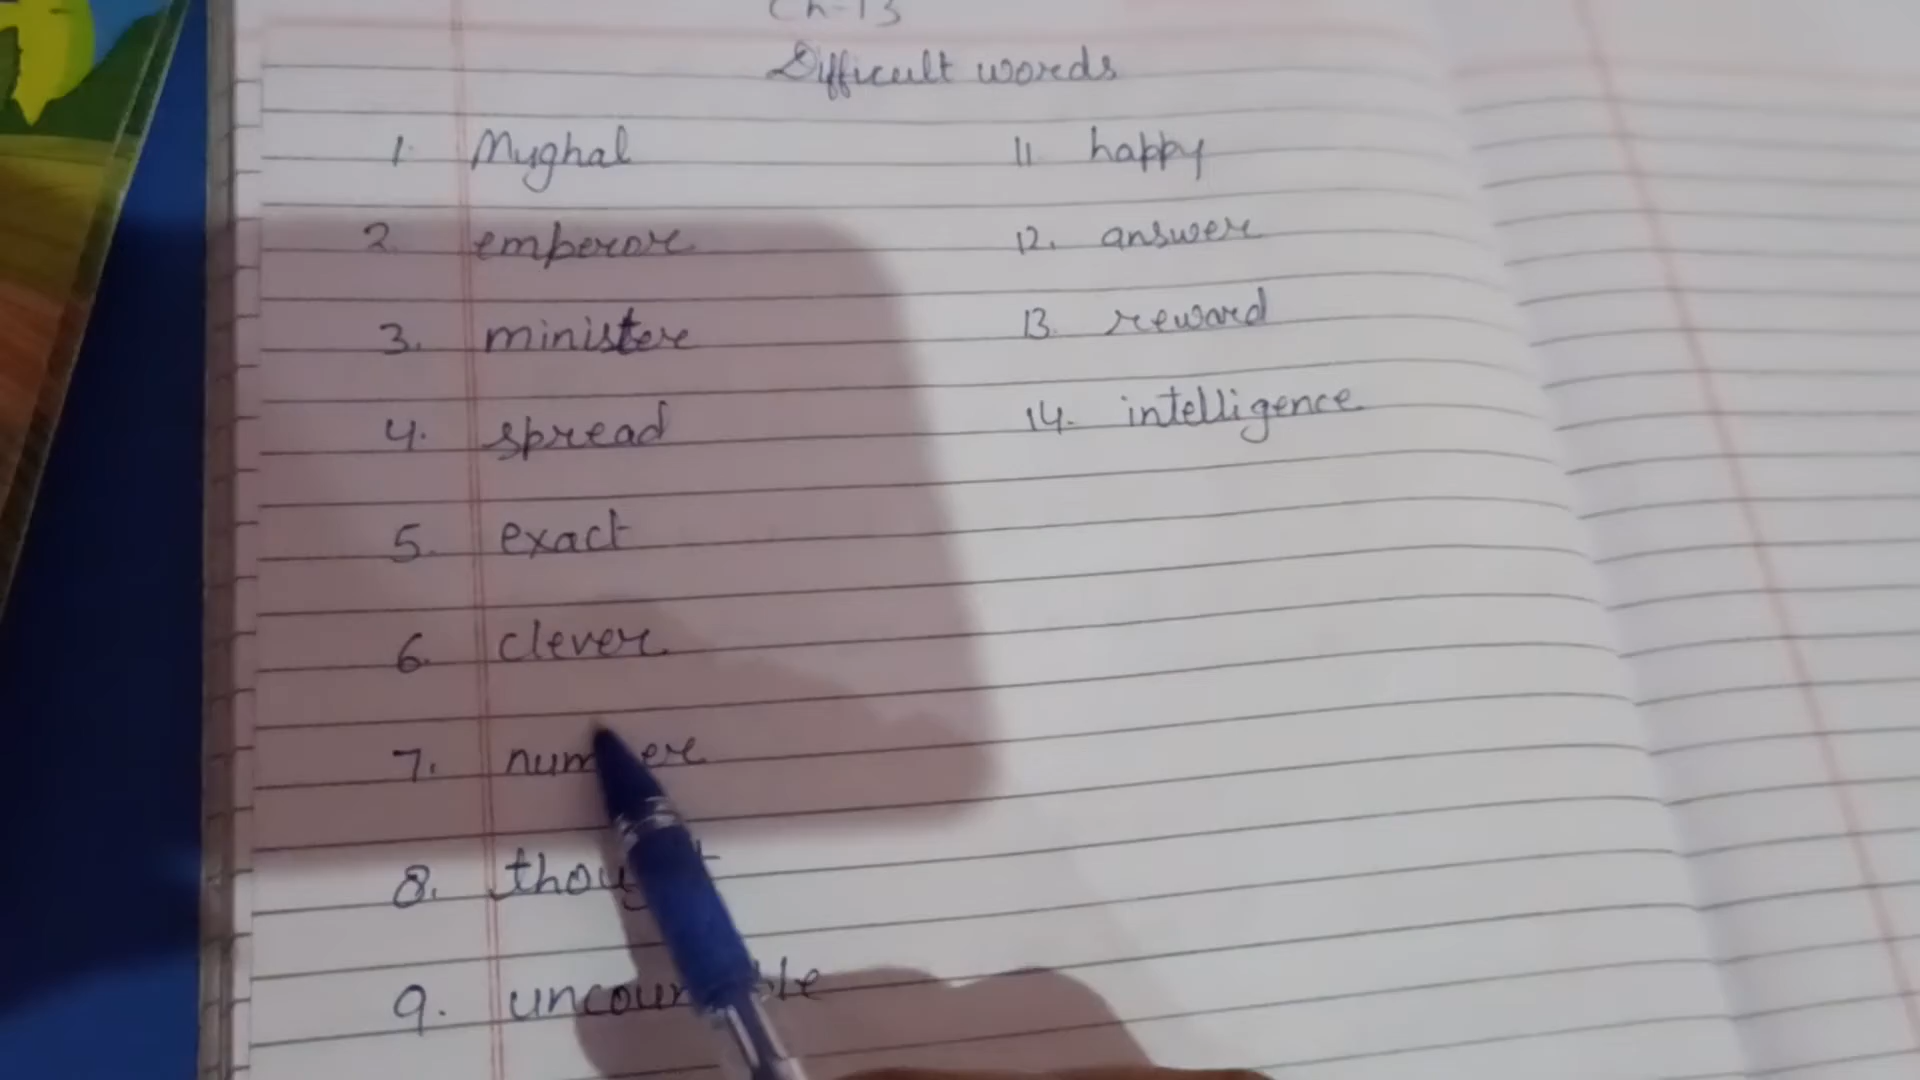 Ch-13
Difficult words
1. Mughal
2. emperor
3. minister
4. spread
5. exact
6. clever
7.
8.
9.
11. happy
12. answer
13. reward
14. intelligence